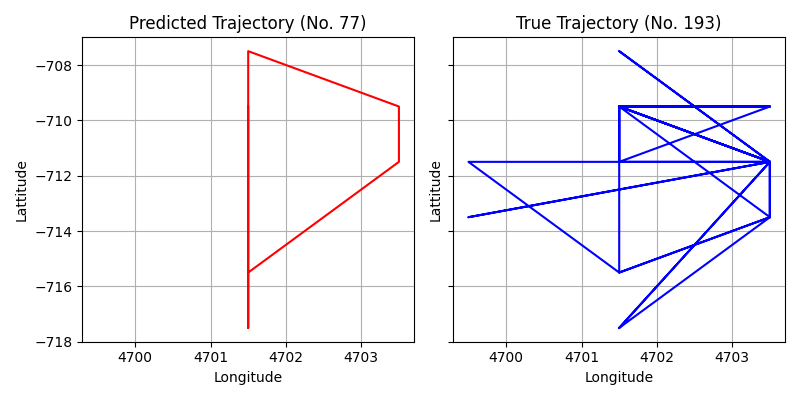 Predicted Trajectory (No. 77)
−708
−710
−712
−714
−716
−718
Lattitude
4700 4701 4702 4703
Longitude
True Trajectory (No. 193)
Lattitude
4700 4701 4702 4703
Longitude